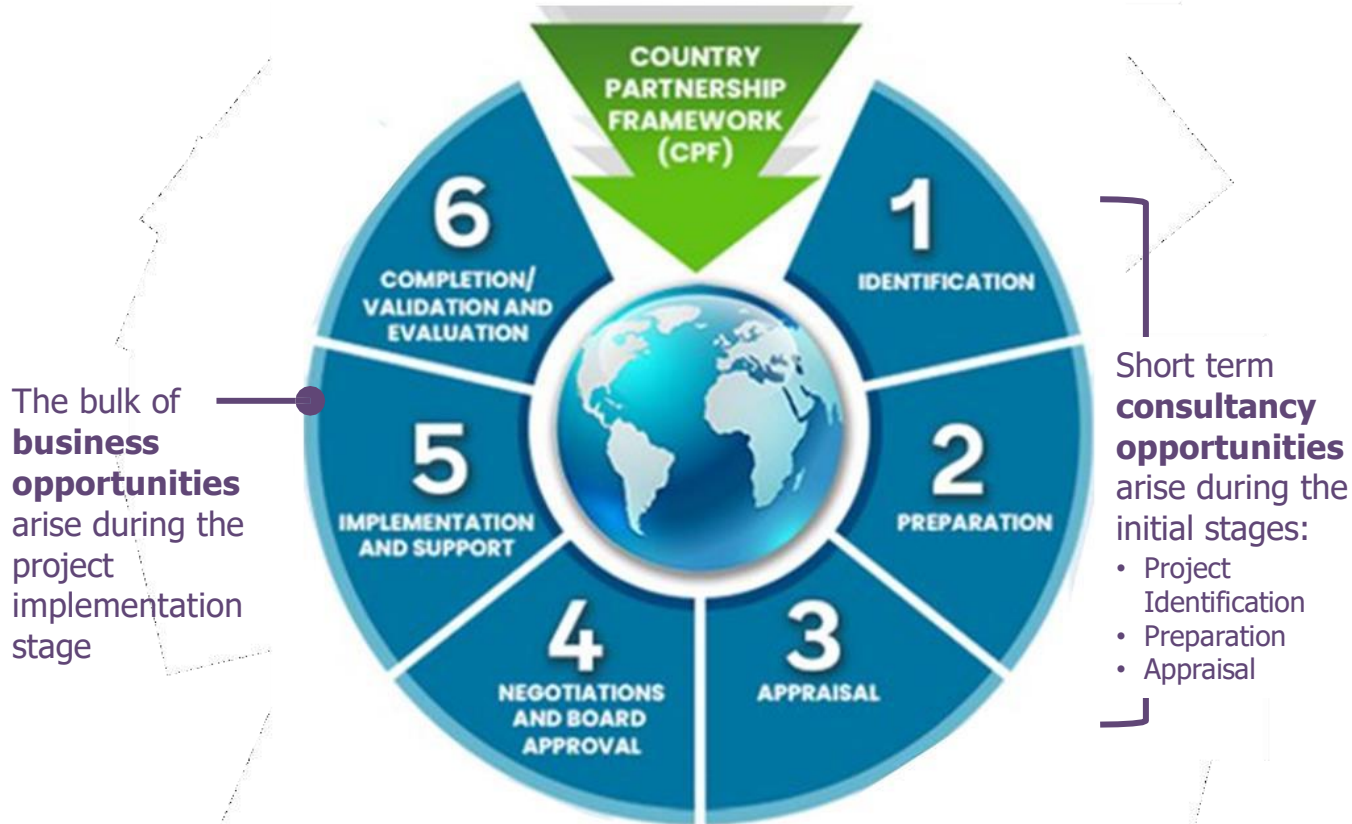 COUNTRY
PARTNERSHIP
FRAMEWORK
(CPF)
1
IDENTIFICATION
2
PREPARATION
3
APPRAISAL
4
NEGOTIATIONS
AND BOARD
APPROVAL
5
IMPLEMENTATION
AND SUPPORT
6
COMPLETION/
VALIDATION AND
EVALUATION
The bulk of
business
opportunities
arise during the
project
implementation
stage
Short term
consultancy
opportunities
arise during the
initial stages:
• Project
Identification
• Preparation
• Appraisal